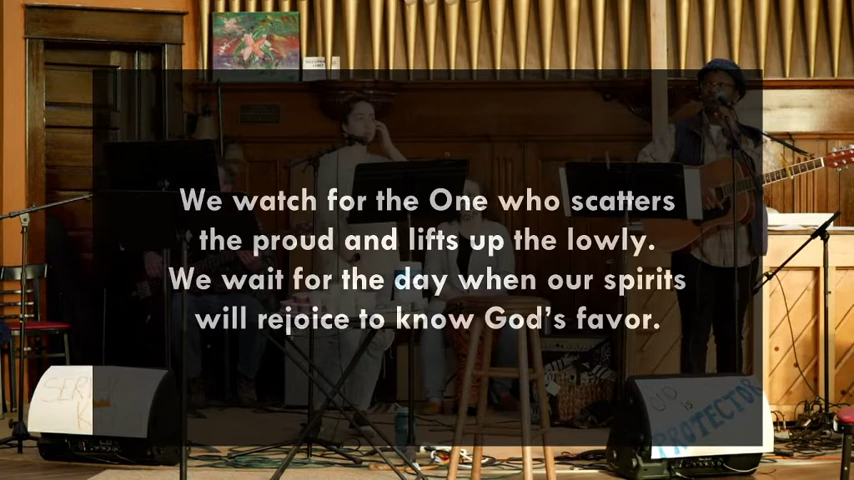 We watch for the One who scatters
the proud and lifts up the lowly.
We wait for the day when our spirits
will rejoice to know God's favor.
PROTECTOR